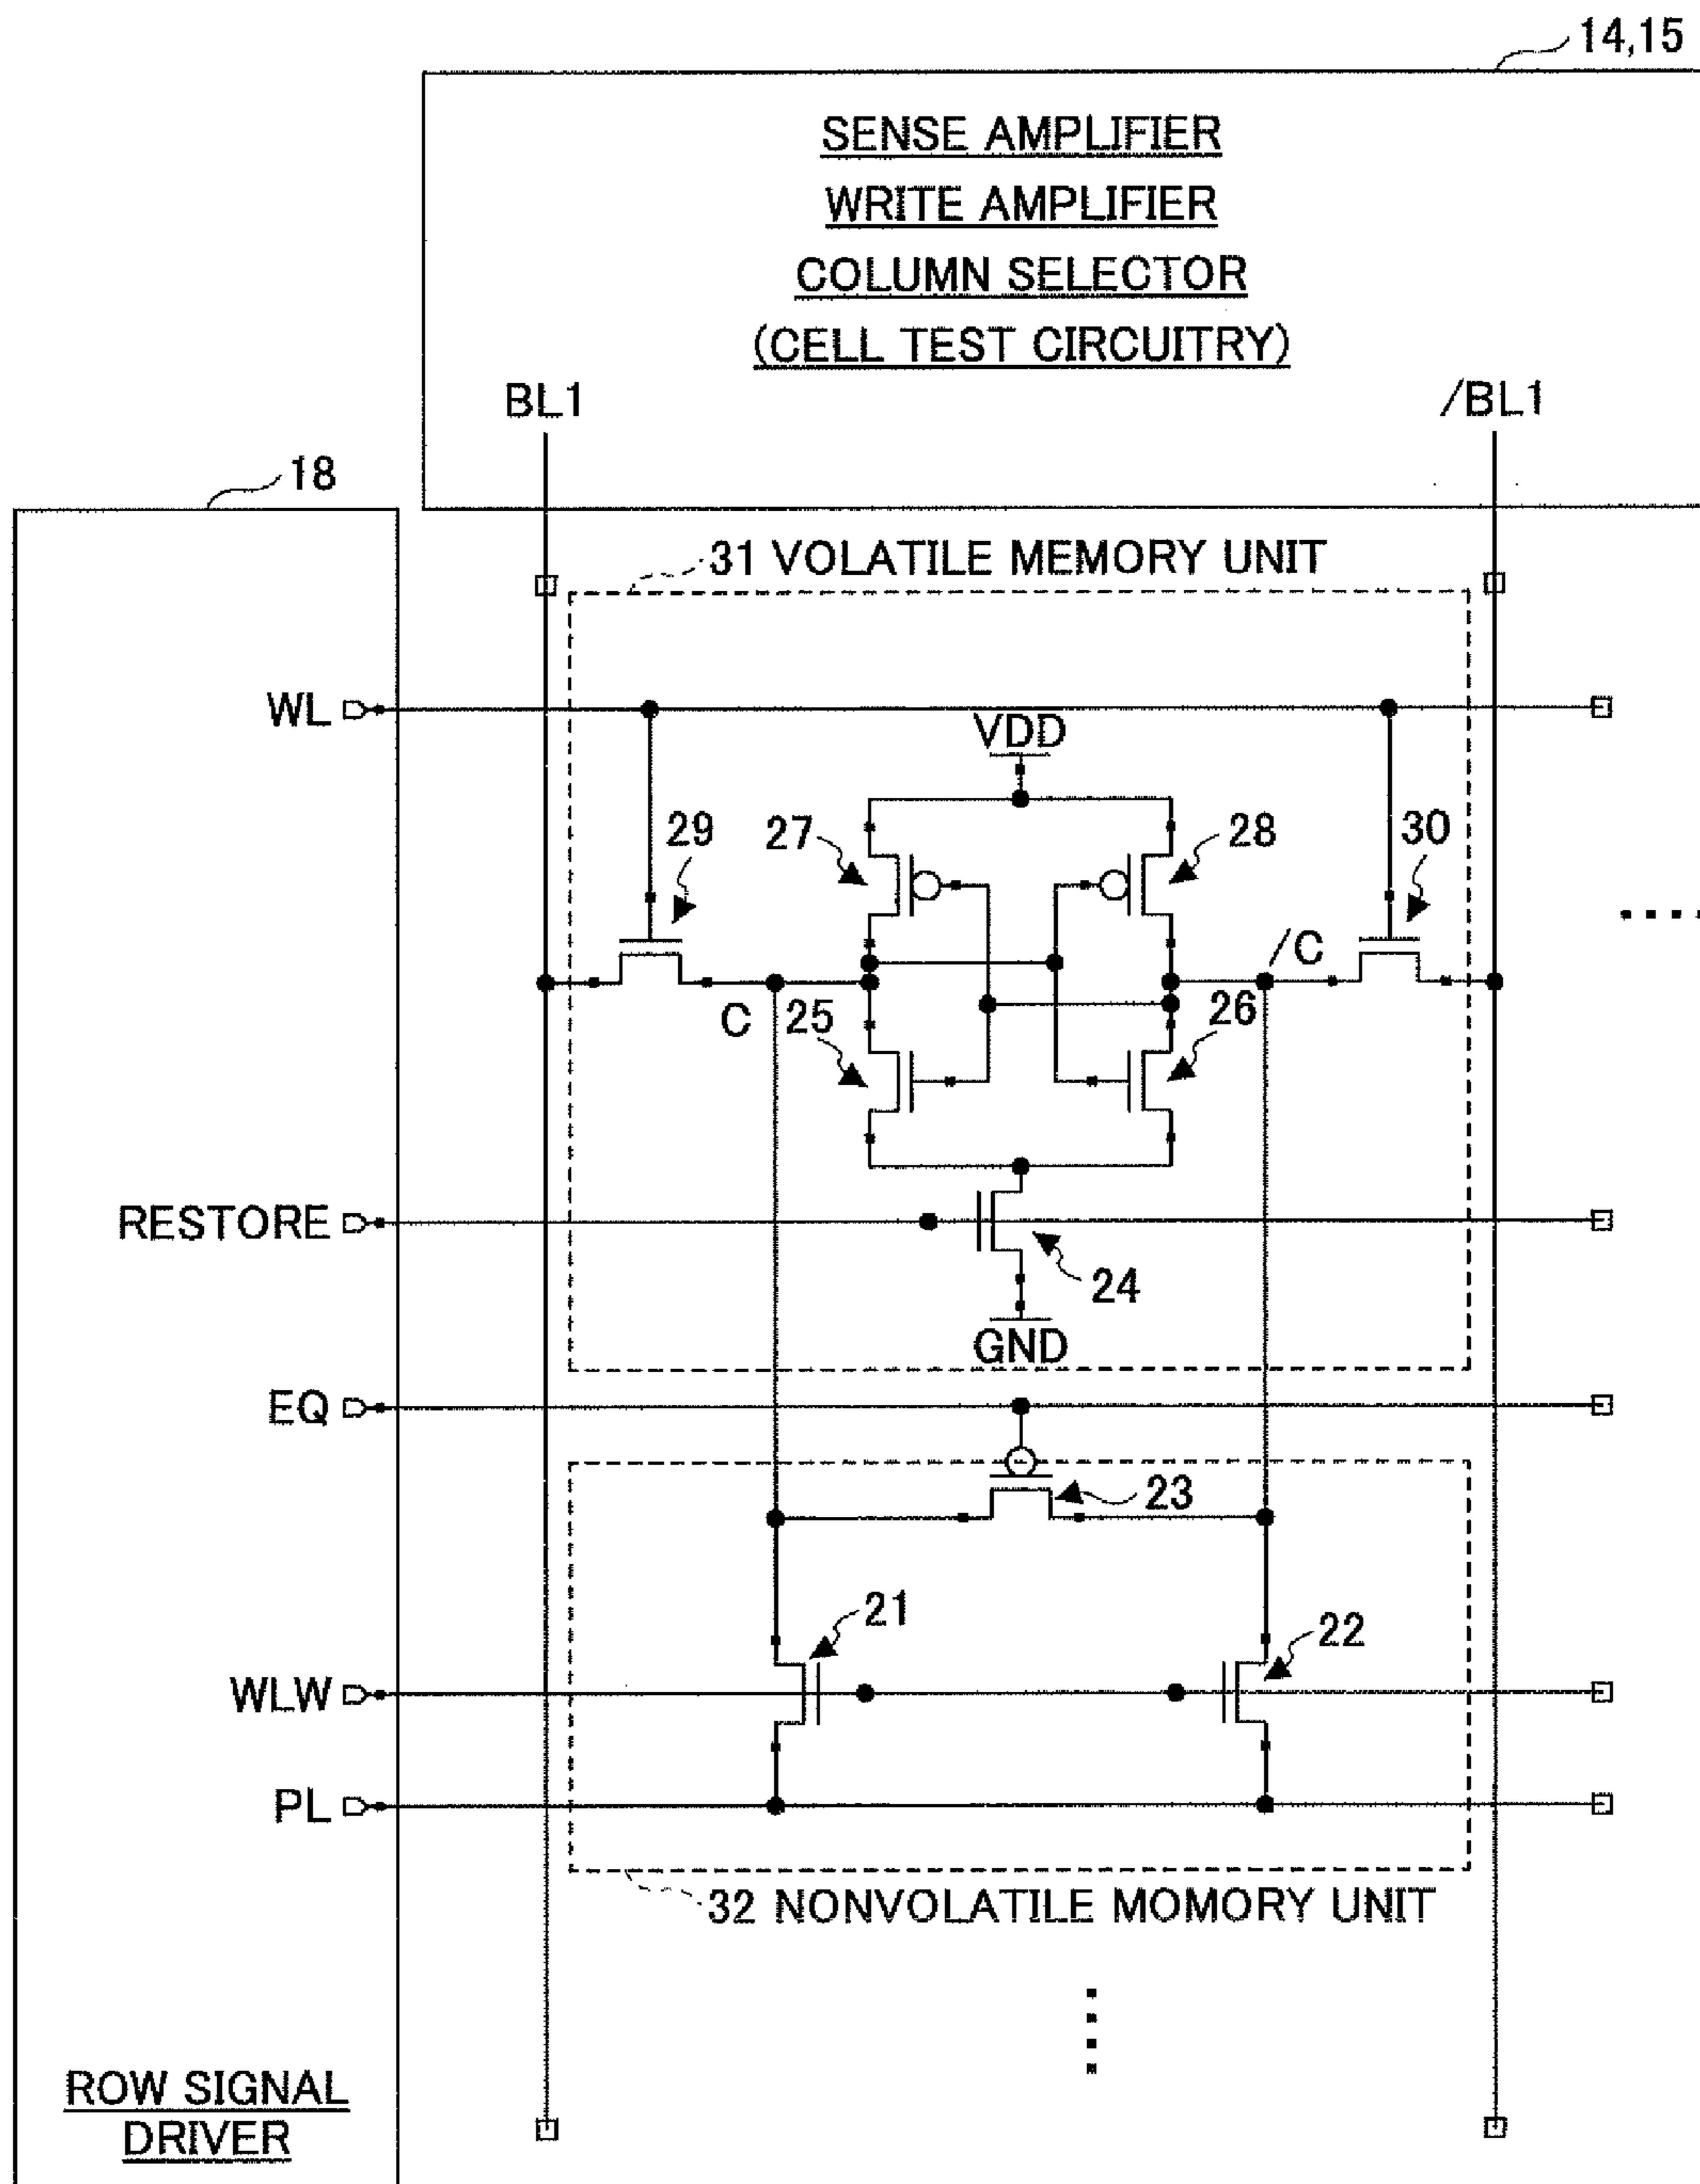 14,15
SENSE AMPLIFIER
WRITE AMPLIFIER
COLUMN SELECTOR
(CELL TEST CIRCUITRY)
BL1
/BL1
18
31 VOLATILE MEMORY UNIT
WL
VDD
29
27
28
30
/C
C
25
26
RESTORE
24
GND
EQ
23
21
22
WLW
PL
32 NONVOLATILE MOMORY UNIT
ROW SIGNAL
DRIVER